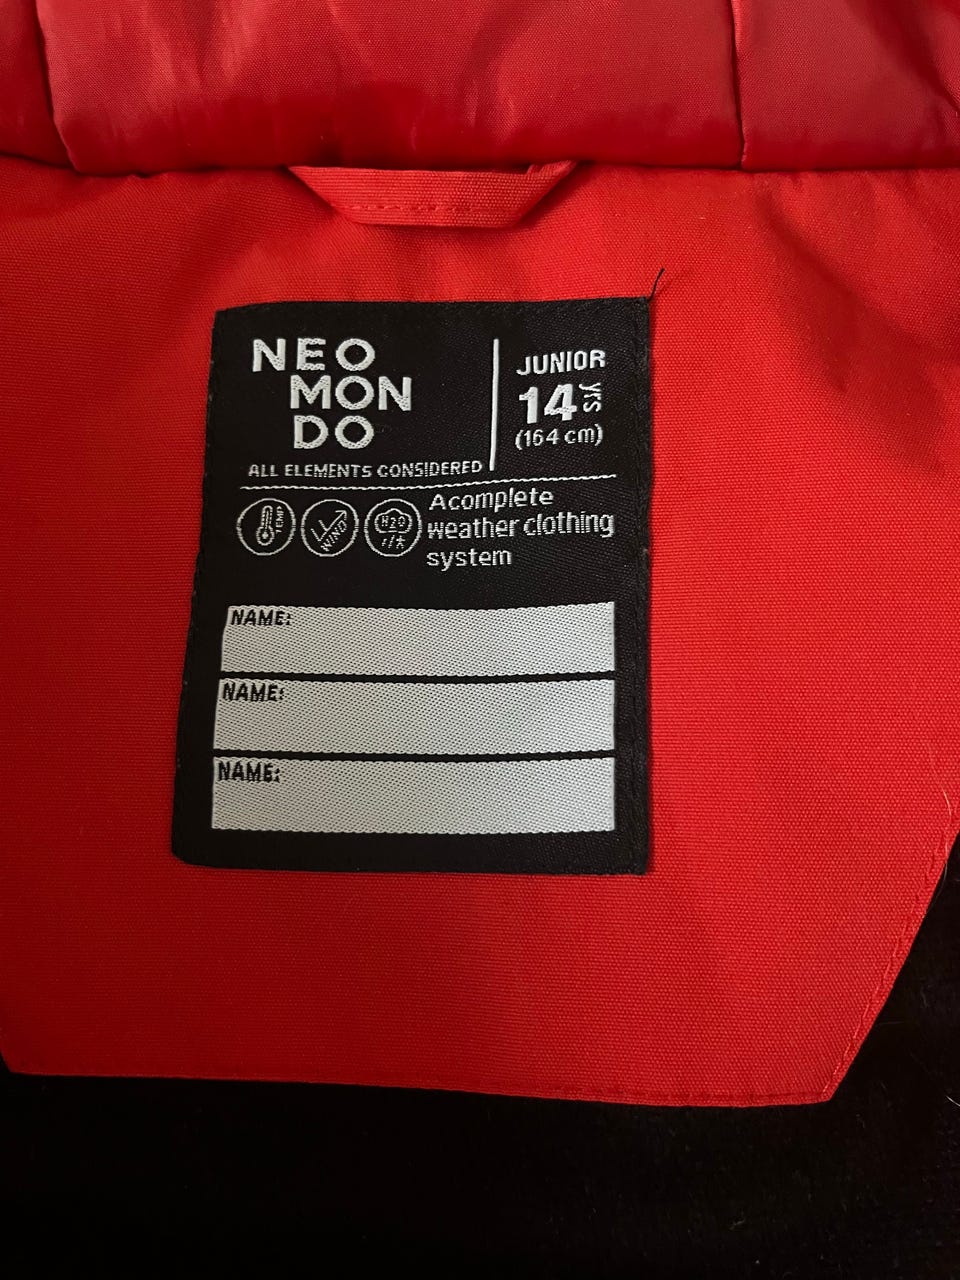 NEO
MON
DO
ALL ELEMENTS CONSIDERED
JUNIOR
14 yrs
(164 cm)
TEMP
WIND
H2O
A complete
weather clothing
system
NAME:
NAME:
NAME: